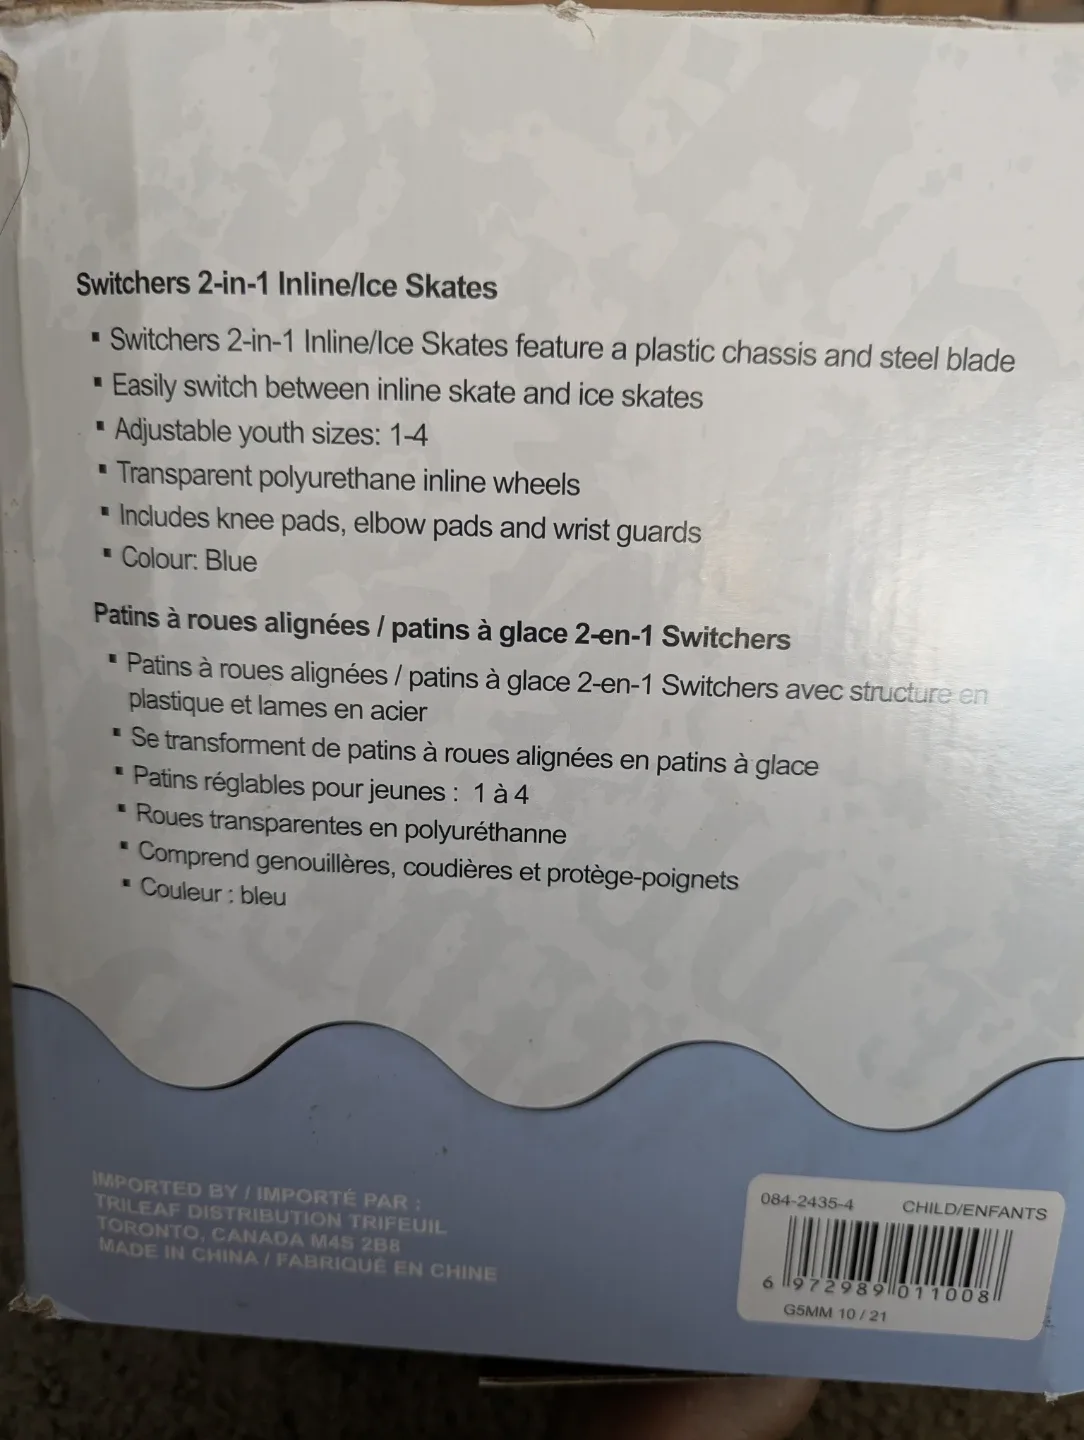 Switchers 2-in-1 Inline/Ice Skates
▪ Switchers 2-in-1 Inline/Ice Skates feature a plastic chassis and steel blade
▪ Easily switch between inline skate and ice skates
▪ Adjustable youth sizes: 1-4
▪ Transparent polyurethane inline wheels
▪ Includes knee pads, elbow pads and wrist guards
▪ Colour: Blue
Patins à roues alignées / patins à glace 2-en-1 Switchers
▪ Patins à roues alignées / patins à glace 2-en-1 Switchers avec structure en
plastique et lames en acier
▪ Se transforment de patins à roues alignées en patins à glace
▪ Patins réglables pour jeunes : 1 à 4
▪ Roues transparentes en polyuréthanne
▪ Comprend genouillères, coudières et protège-poignets
▪ Couleur : bleu
IMPORTED BY / IMPORTÉ PAR :
TRILEAF DISTRIBUTION TRIFEUIL
TORONTO, CANADA M4S 2B8
MADE IN CHINA / FABRIQUÉ EN CHINE
084-2435-4 CHILD/ENFANTS
6 972989 011008
G5MM 10 / 21